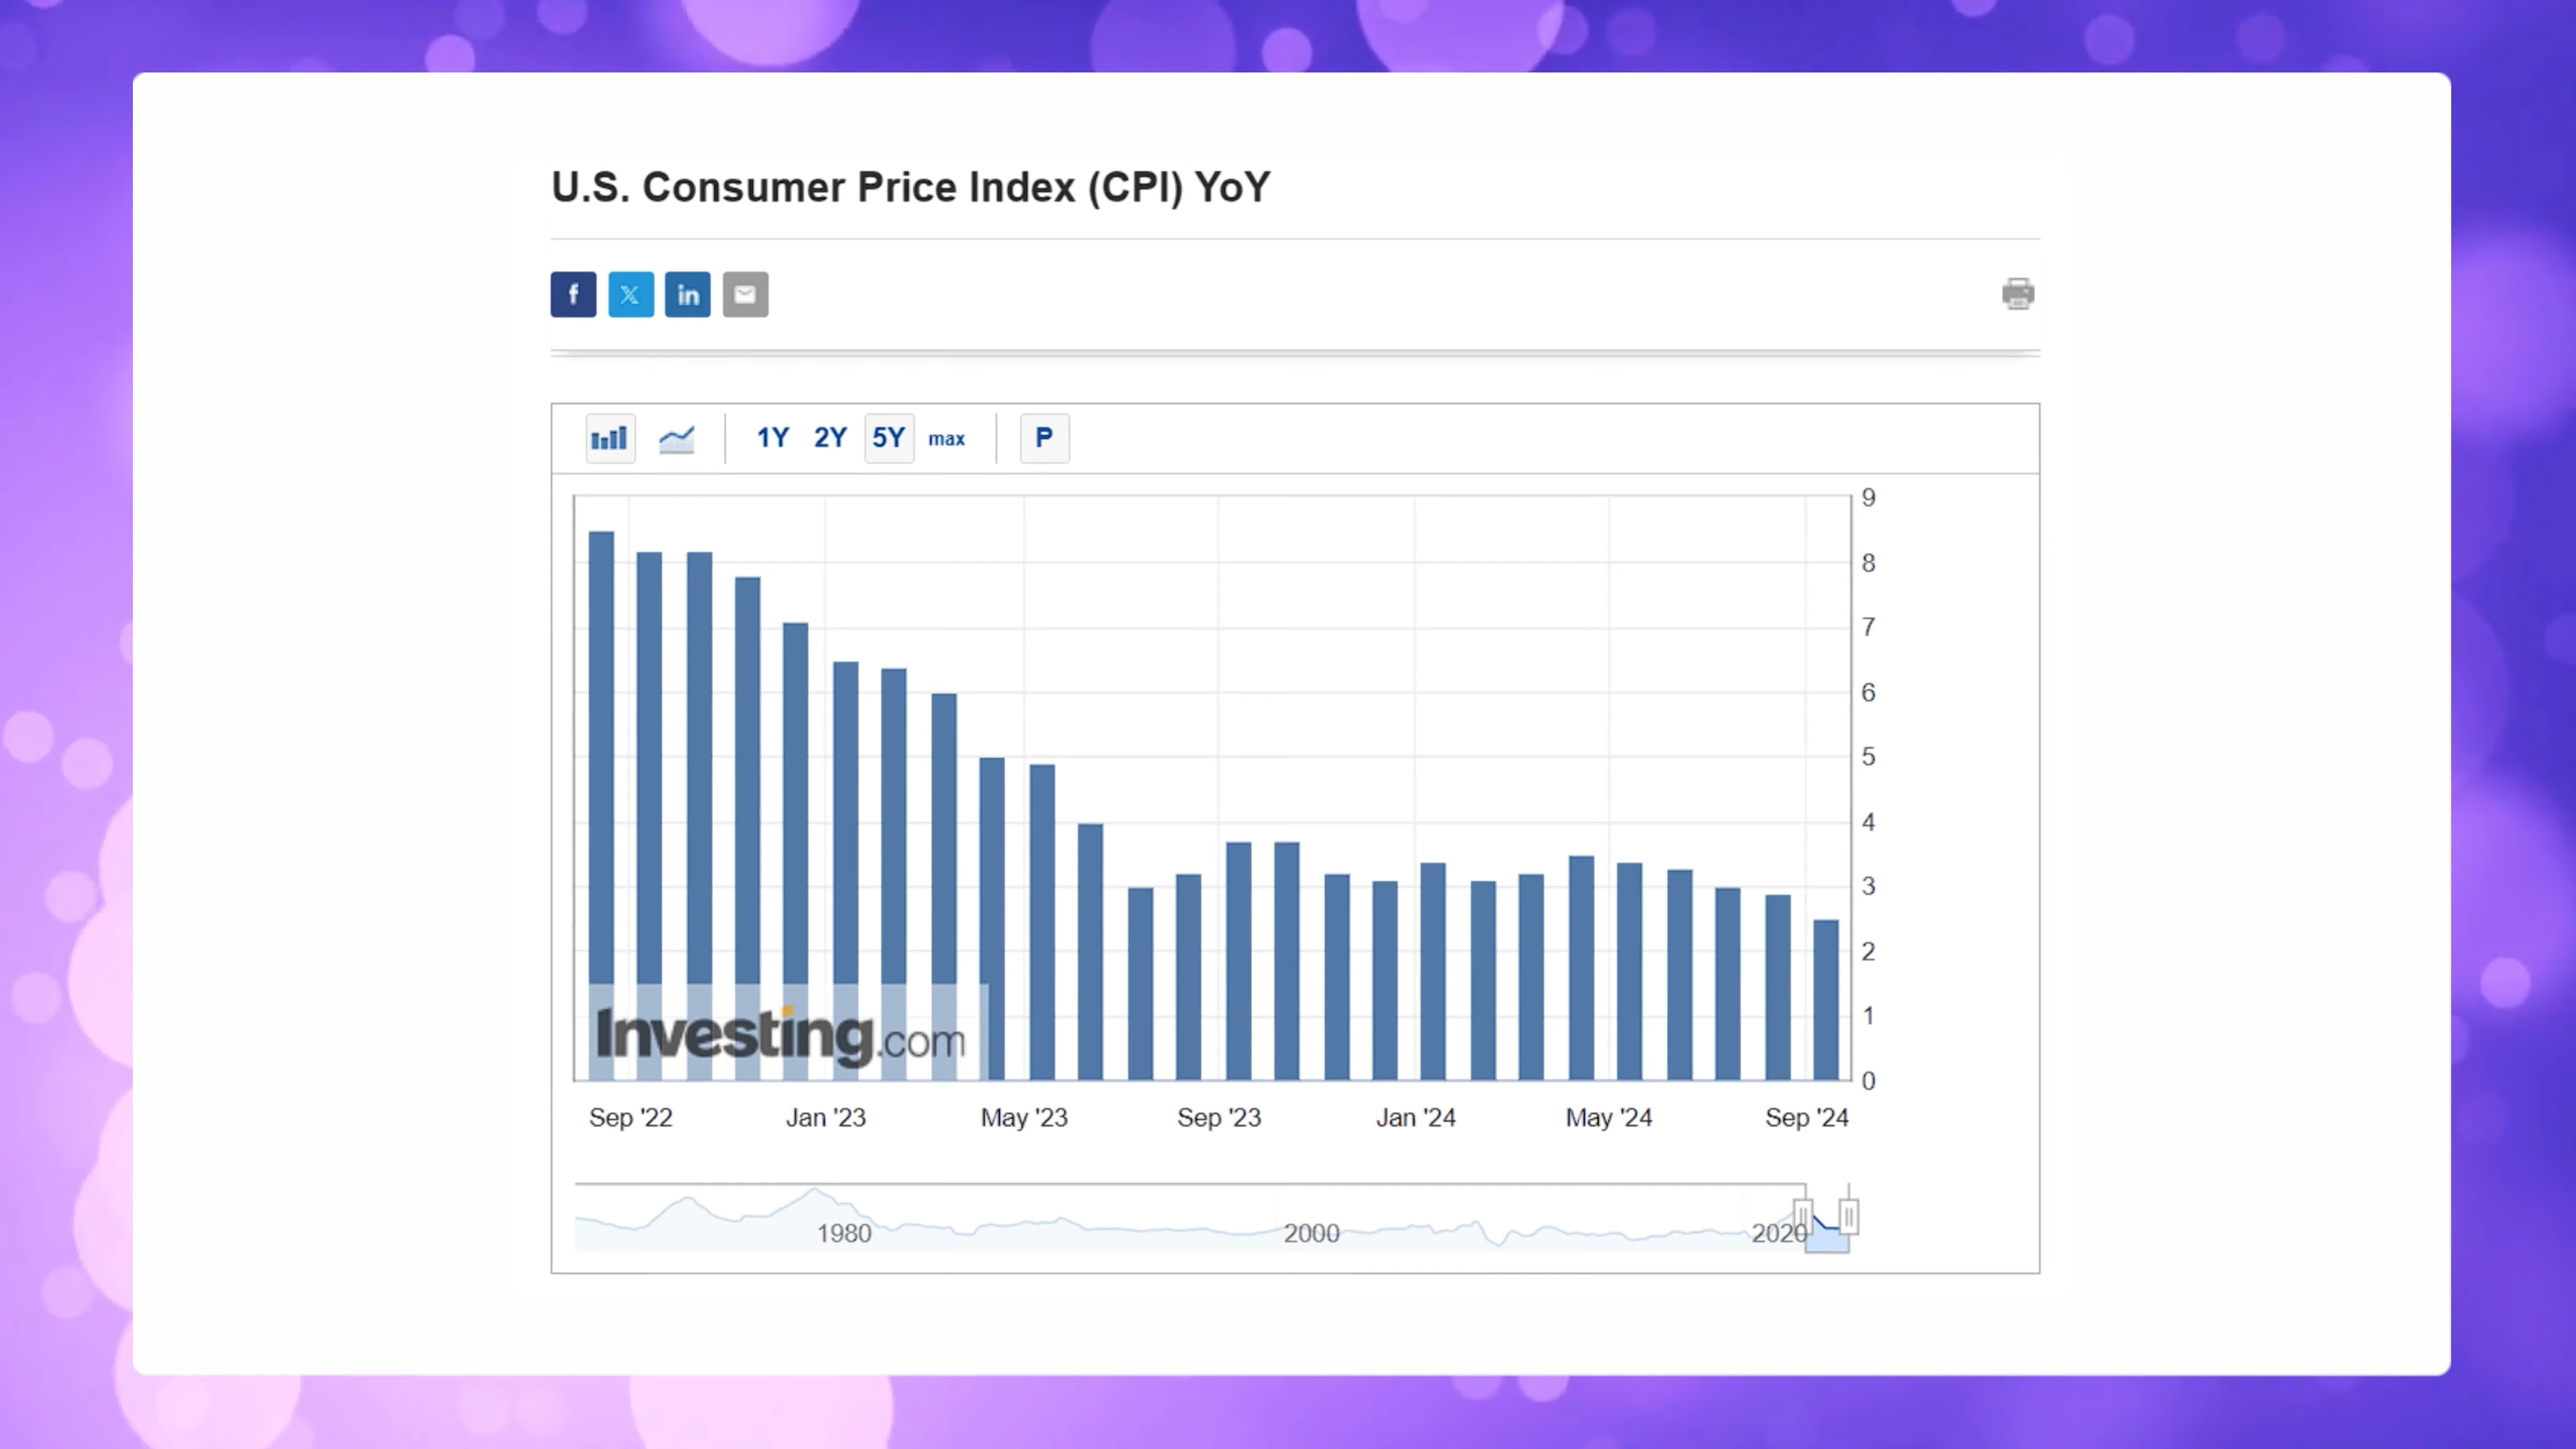 U.S. Consumer Price Index (CPI) YoY
f X in
1Y 2Y 5Y max P
9
8
7
6
5
4
3
2
1
0
Investing.com
Sep '22 Jan '23 May '23 Sep '23 Jan '24 May '24 Sep '24
1980 2000 2020